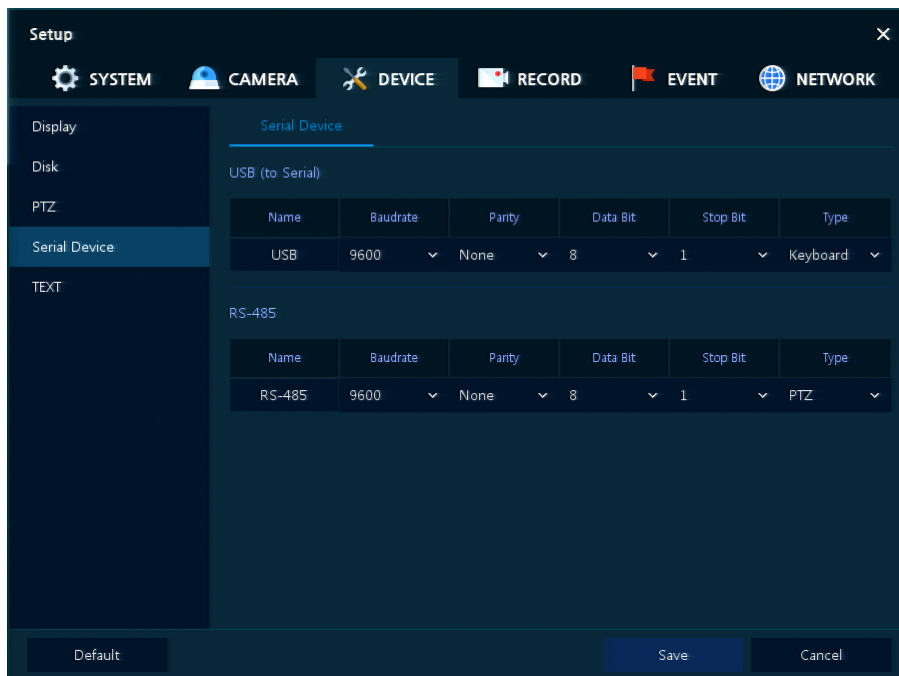 Setup
SYSTEM CAMERA DEVICE RECORD EVENT NETWORK
Display
Disk
PTZ
Serial Device
TEXT
Serial Device
USB (to Serial)
Name Baudrate Parity Data Bit Stop Bit Type
USB 9600 None 8 1 Keyboard
RS-485
Name Baudrate Parity Data Bit Stop Bit Type
RS-485 9600 None 8 1 PTZ
Default Save Cancel